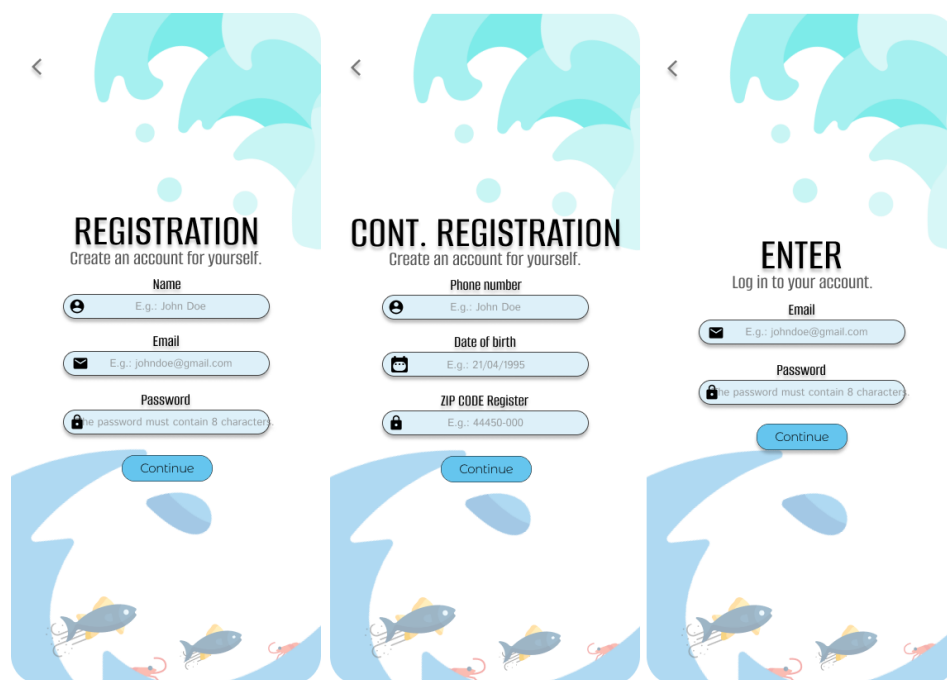 REGISTRATION
Create an account for yourself.
Name
E.g.: John Doe
Email
E.g.: johndoe@gmail.com
Password
he password must contain 8 characters.
Continue
CONT. REGISTRATION
Create an account for yourself.
Phone number
E.g.: John Doe
Date of birth
E.g.: 21/04/1995
ZIP CODE Register
E.g.: 44450-000
Continue
ENTER
Log in to your account.
Email
E.g.: johndoe@gmail.com
Password
he password must contain 8 characters.
Continue